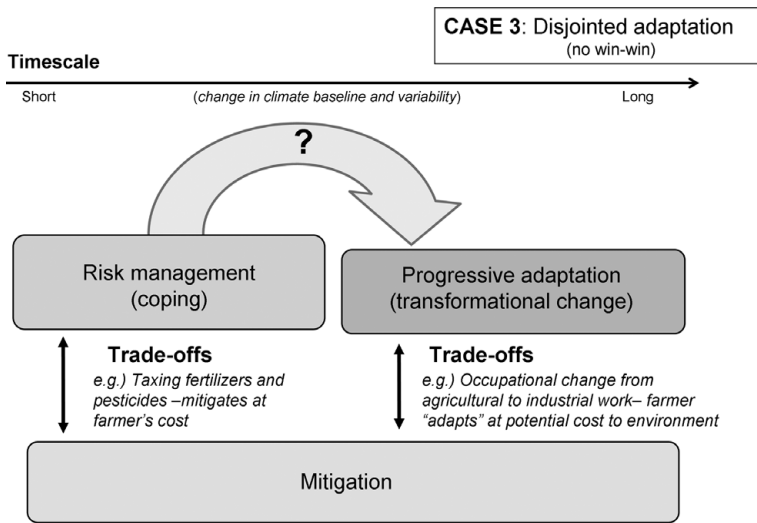 CASE 3: Disjointed adaptation
(no win-win)
Timescale
Short (change in climate baseline and variability) Long
?
Risk management
(coping)
Progressive adaptation
(transformational change)
Trade-offs
e.g.) Taxing fertilizers and
pesticides –mitigates at
farmer's cost
Trade-offs
e.g.) Occupational change from
agricultural to industrial work– farmer
“adapts” at potential cost to environment
Mitigation